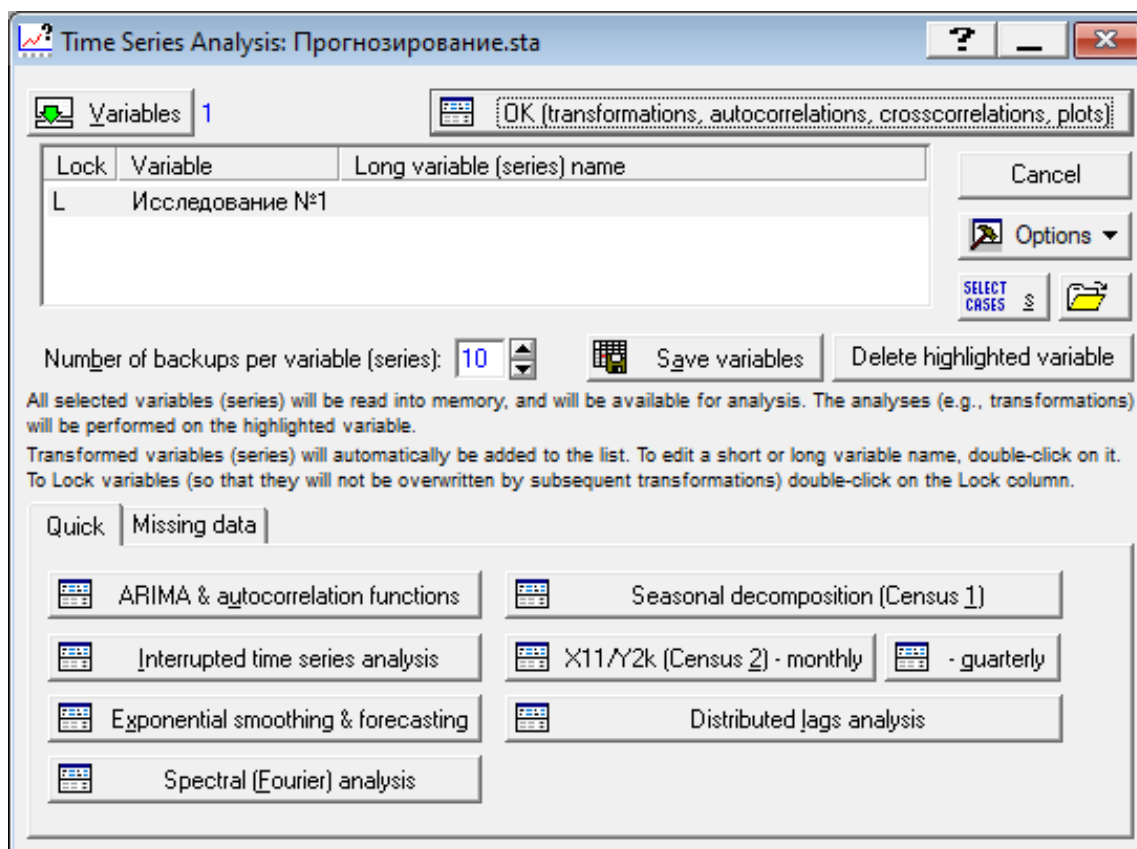 Time Series Analysis: Прогнозирование.sta
Variables 1
OK (transformations, autocorrelations, crosscorrelations, plots)
Lock Variable Long variable (series) name
L Исследование №1
Cancel
Options
SELECT CASES S
Number of backups per variable (series): 10
Save variables
Delete highlighted variable
All selected variables (series) will be read into memory, and will be available for analysis. The analyses (e.g., transformations)
will be performed on the highlighted variable.
Transformed variables (series) will automatically be added to the list. To edit a short or long variable name, double-click on it.
To Lock variables (so that they will not be overwritten by subsequent transformations) double-click on the Lock column.
Quick Missing data
ARIMA & autocorrelation functions
Seasonal decomposition (Census 1)
Interrupted time series analysis
X11/Y2k (Census 2) - monthly
- quarterly
Exponential smoothing & forecasting
Distributed lags analysis
Spectral (Fourier) analysis